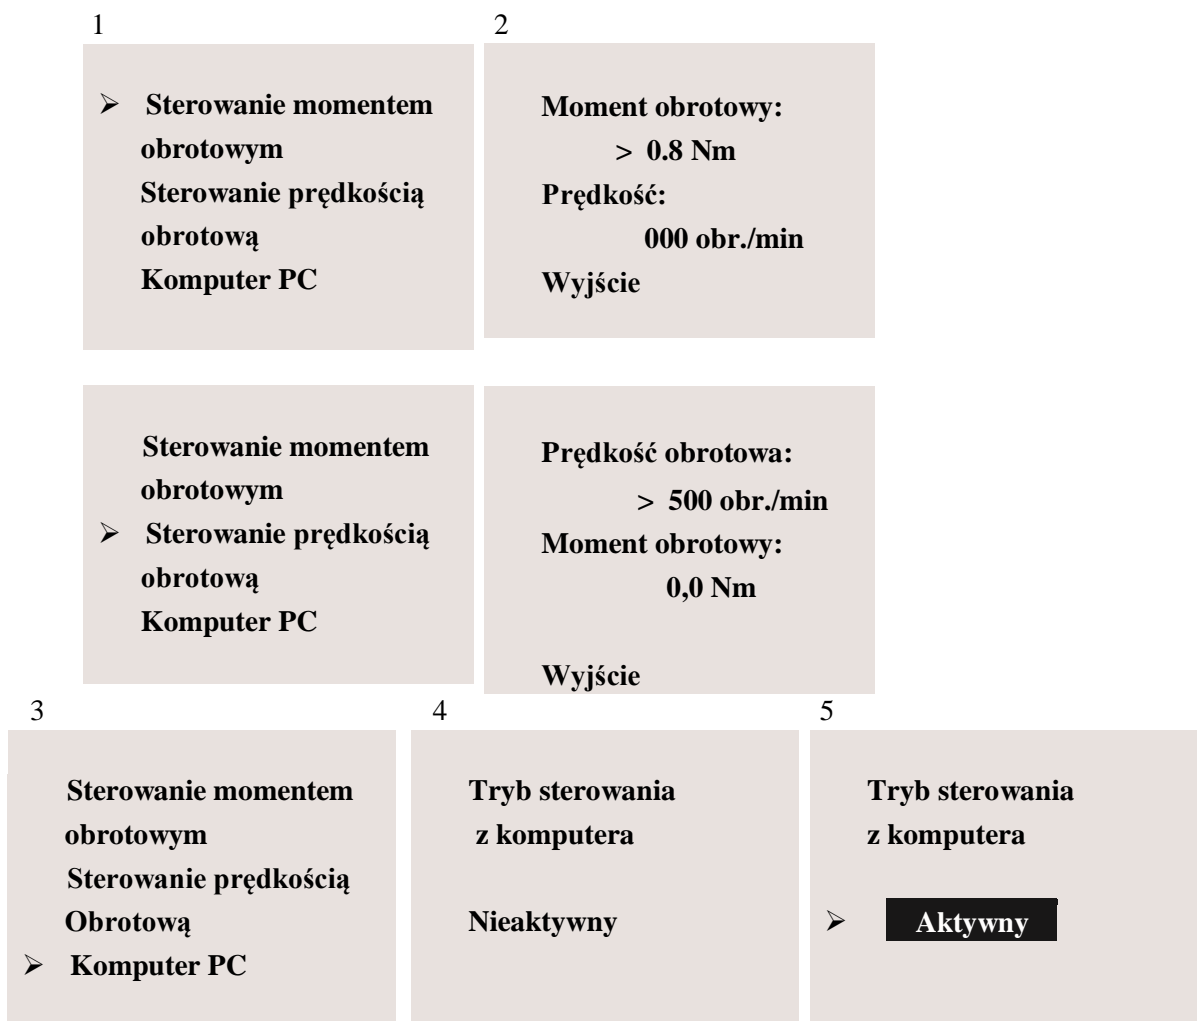 1
➢ Sterowanie momentem
obrotowym
Sterowanie prędkością
obrotową
Komputer PC
2
Moment obrotowy:
> 0.8 Nm
Prędkość:
000 obr./min
Wyjście
Sterowanie momentem
obrotowym
➢ Sterowanie prędkością
obrotową
Komputer PC
Prędkość obrotowa:
> 500 obr./min
Moment obrotowy:
0,0 Nm
Wyjście
3
Sterowanie momentem
obrotowym
Sterowanie prędkością
Obrotową
➢ Komputer PC
4
Tryb sterowania
z komputera
Nieaktywny
5
Tryb sterowania
z komputera
➢ Aktywny